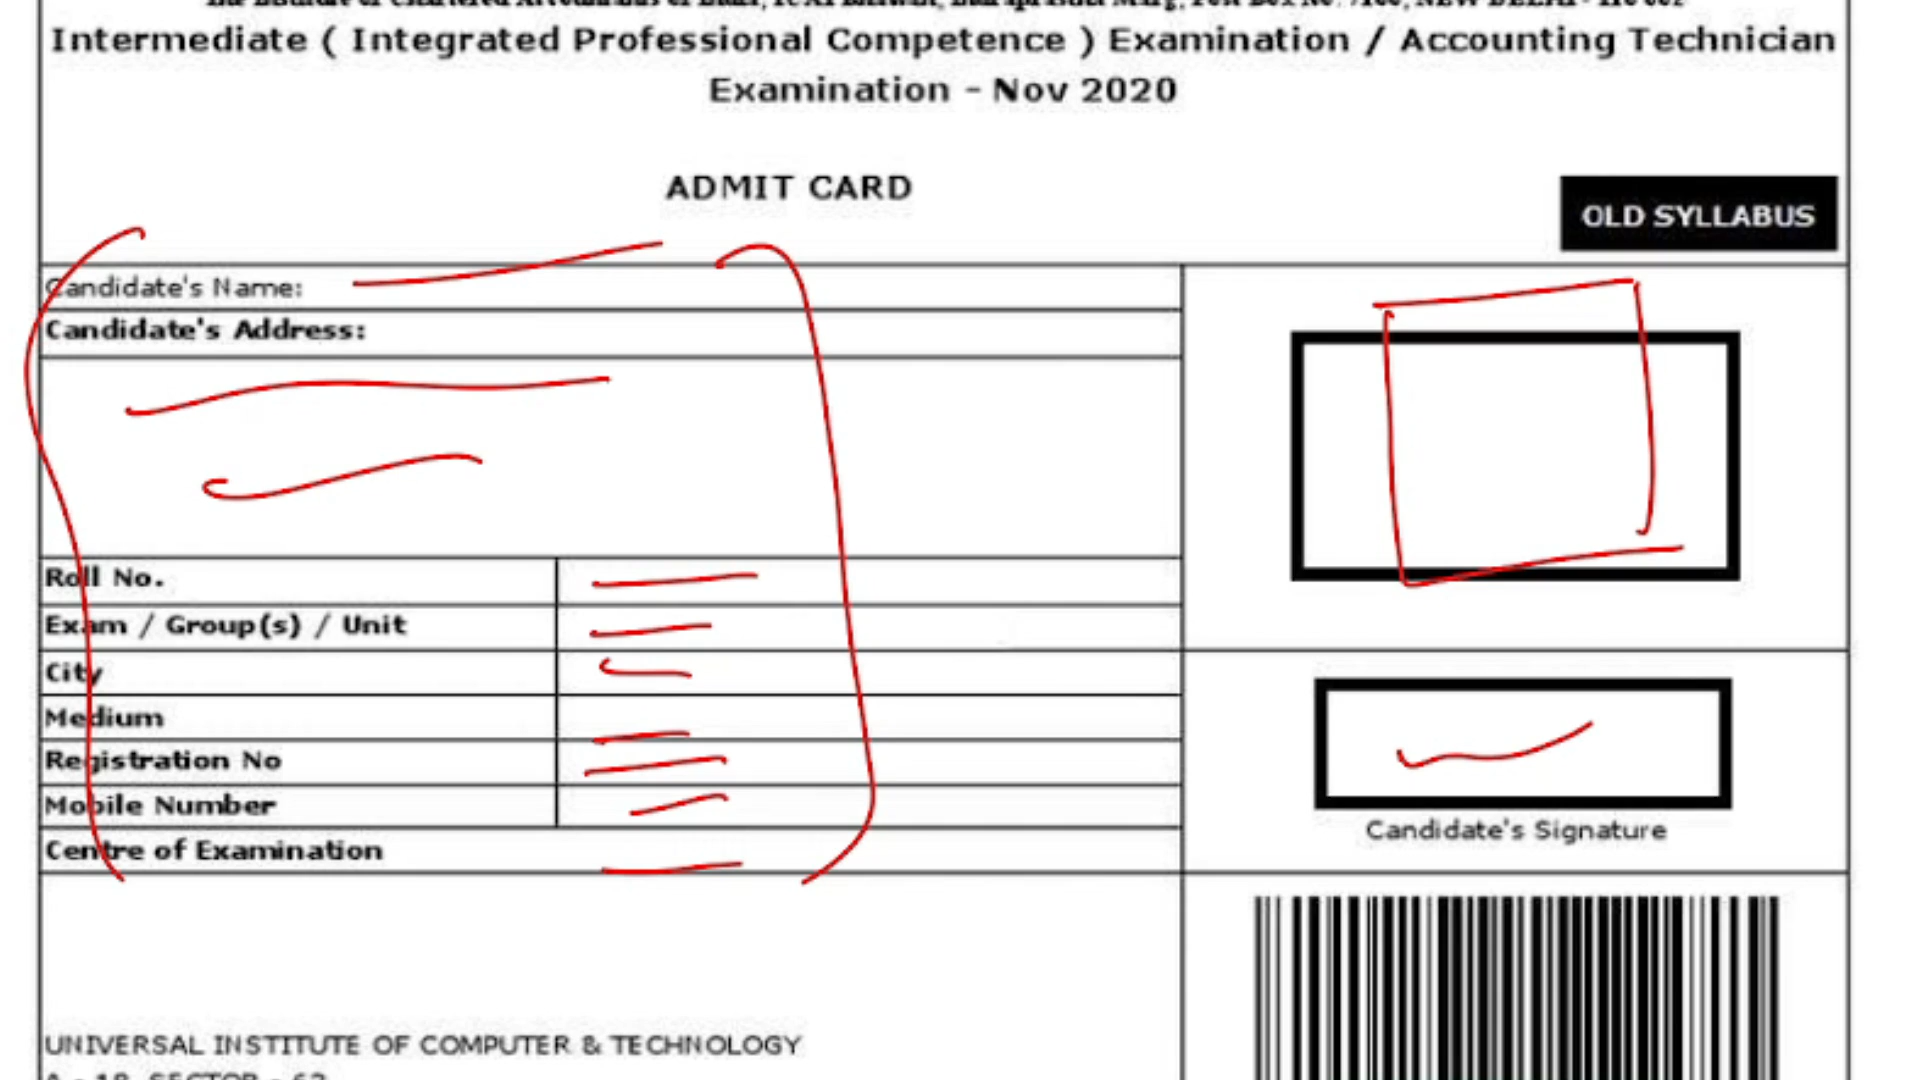 Intermediate ( Integrated Professional Competence ) Examination / Accounting Technician
Examination - Nov 2020
ADMIT CARD
OLD SYLLABUS
Candidate's Name:
Candidate's Address:
Roll No.
Exam / Group(s) / Unit
City
Medium
Registration No
Mobile Number
Centre of Examination
Candidate's Signature
UNIVERSAL INSTITUTE OF COMPUTER & TECHNOLOGY